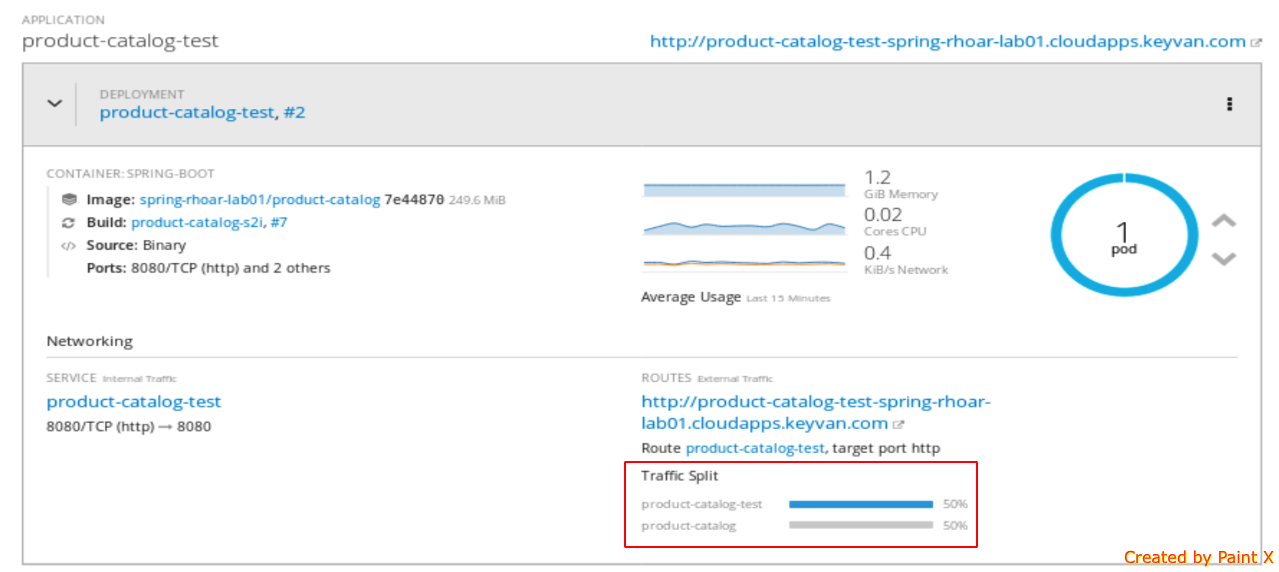 APPLICATION
product-catalog-test
http://product-catalog-test-spring-rhoar-lab01.cloudapps.keyvan.com
DEPLOYMENT
product-catalog-test, #2
CONTAINER: SPRING-BOOT
Image: spring-rhoar-lab01/product-catalog 7e44870 249.6 MiB
Build: product-catalog-s2i, #7
Source: Binary
Ports: 8080/TCP (http) and 2 others
1.2
GiB Memory
0.02
Cores CPU
0.4
KiB/s Network
Average Usage Last 15 Minutes
1
pod
Networking
SERVICE Internal Traffic
product-catalog-test
8080/TCP (http) → 8080
ROUTES External Traffic
http://product-catalog-test-spring-rhoar-
lab01.cloudapps.keyvan.com
Route product-catalog-test, target port http
Traffic Split
product-catalog-test 50%
product-catalog 50%
Created by Paint X